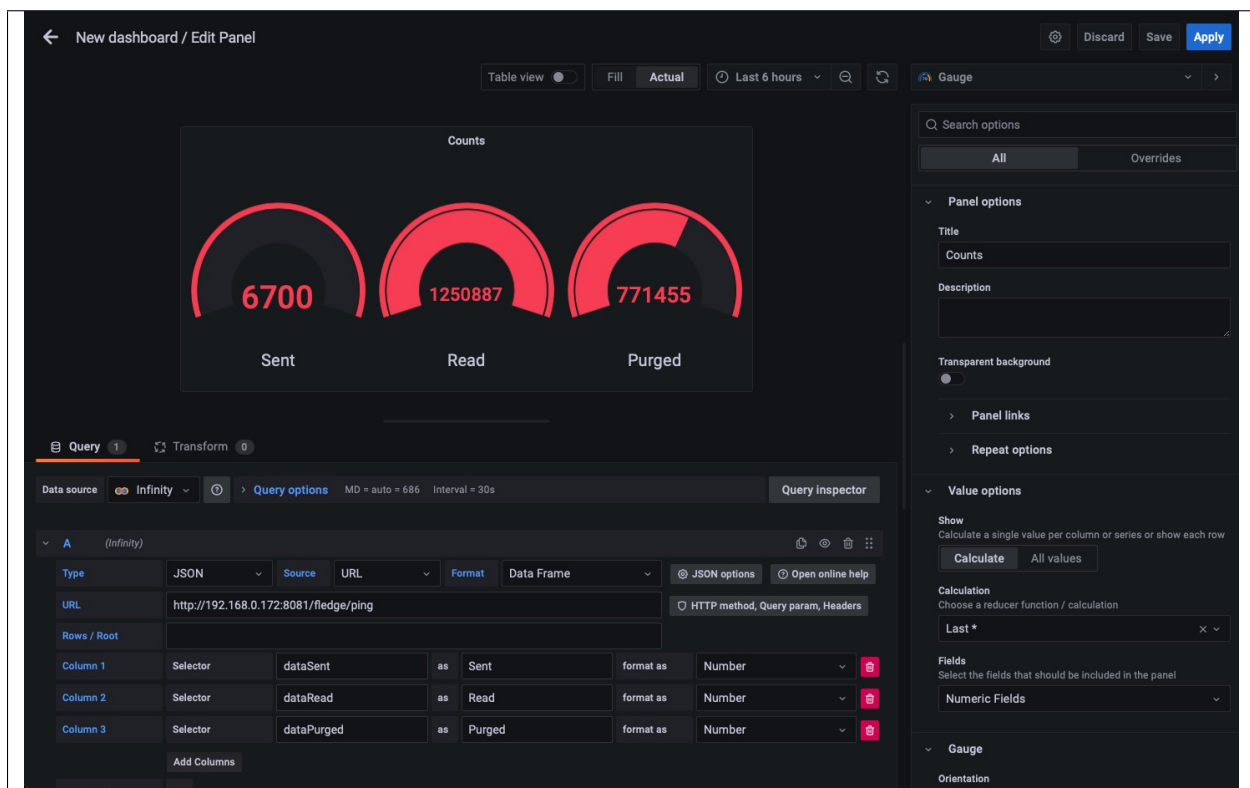 New dashboard / Edit Panel
Discard Save Apply
Table view Fill Actual Last 6 hours Gauge
Search options
All Overrides
Counts
6700 1250887 771455
Sent Read Purged
Panel options
Title
Counts
Description
Transparent background
Panel links
Repeat options
Query 1 Transform 0
Data source Infinity Query options MD = auto = 686 Interval = 30s Query inspector
A (Infinity)
Type JSON Source URL Format Data Frame JSON options Open online help
URL http://192.168.0.172:8081/fledge/ping HTTP method, Query param, Headers
Rows / Root
Column 1 Selector dataSent as Sent format as Number
Column 2 Selector dataRead as Read format as Number
Column 3 Selector dataPurged as Purged format as Number
Add Columns
Value options
Show
Calculate a single value per column or series or show each row
Calculate All values
Calculation
Choose a reducer function / calculation
Last *
Fields
Select the fields that should be included in the panel
Numeric Fields
Gauge
Orientation